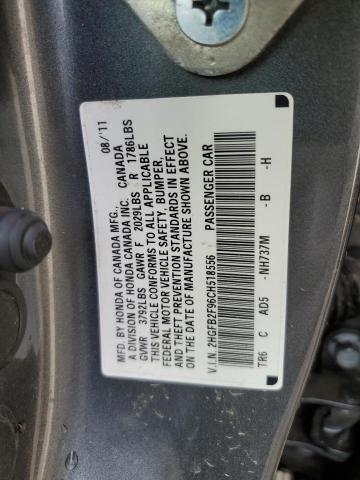 MFD. BY HONDA OF CANADA MFG. 08/'11
A DIVISION OF HONDA CANADA INC. CANADA
GVWR 3792LBS GAWR F 2029LBS R 1786LBS
THIS VEHICLE CONFORMS TO ALL APPLICABLE
FEDERAL MOTOR VEHICLE SAFETY, BUMPER,
AND THEFT PREVENTION STANDARDS IN EFFECT
ON THE DATE OF MANUFACTURE SHOWN ABOVE.
V.I.N. 2HGFB2F96CH518556 PASSENGER CAR
TR6 C AD5 -NH737M -B -H